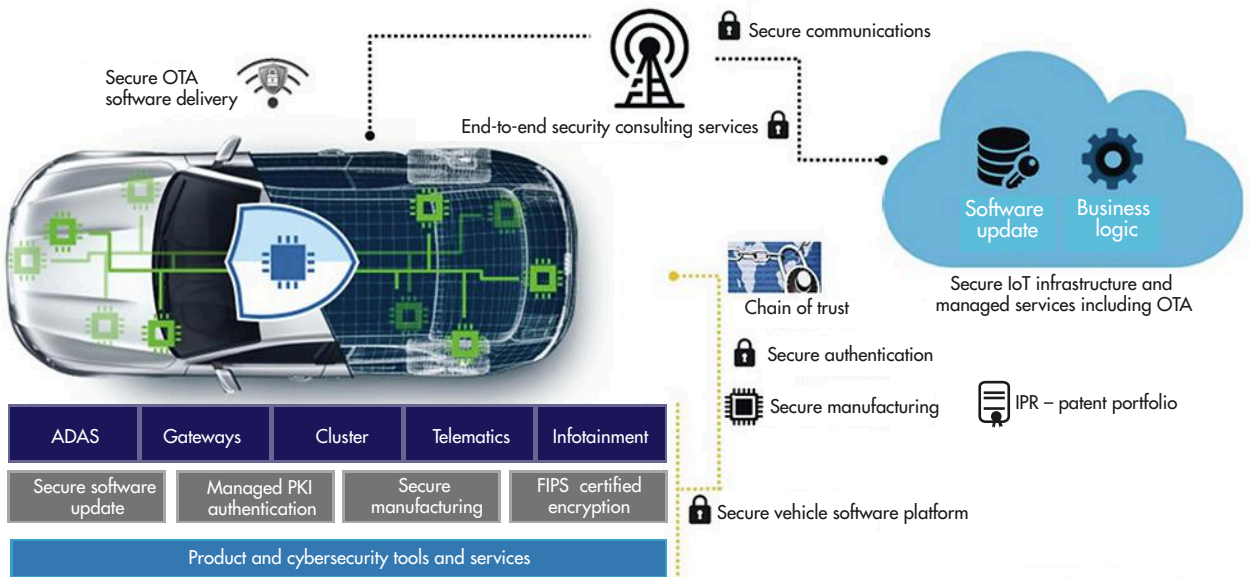 Secure communications
Secure OTA
software delivery
End-to-end security consulting services
Software
update
Business
logic
Secure IoT infrastructure and
managed services including OTA
Chain of trust
Secure authentication
Secure manufacturing
IPR – patent portfolio
ADAS
Gateways
Cluster
Telematics
Infotainment
Secure software
update
Managed PKI
authentication
Secure
manufacturing
FIPS certified
encryption
Secure vehicle software platform
Product and cybersecurity tools and services